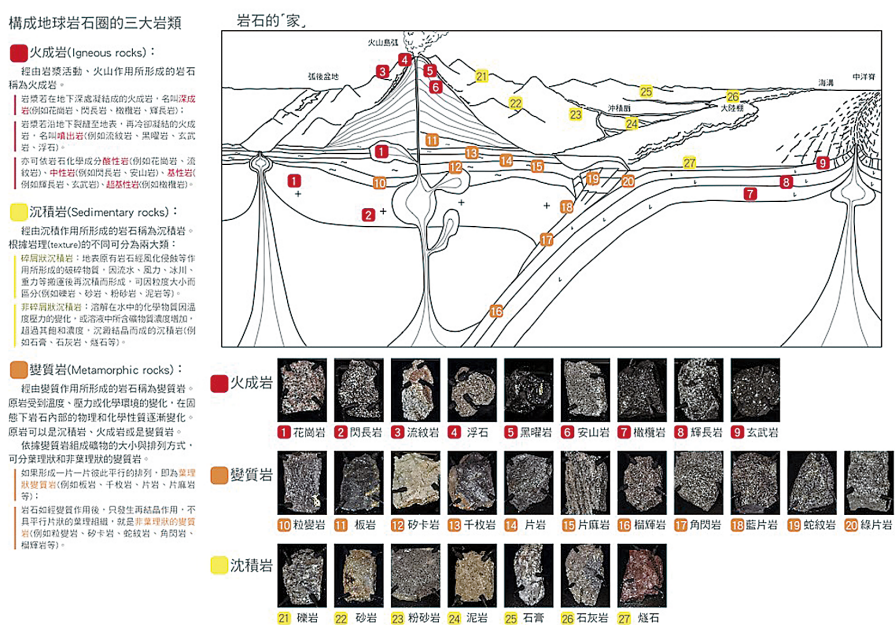 構成地球岩石圈的三大岩類
火成岩(Igneous rocks)：
經由岩漿活動、火山作用所形成的岩石
稱為火成岩。
岩漿若在地下深處凝結成的火成岩，名叫深成
岩(例如花崗岩、閃長岩、橄欖岩、輝長岩)；
岩漿若沿地下裂縫至地表，再冷卻凝結的火成
岩，名叫噴出岩(例如流紋岩、黑曜岩、玄武
岩、浮石)。
亦可依岩石化學成分酸性岩(例如花崗岩、流
紋岩)、中性岩(例如閃長岩、安山岩)、基性岩(例
如輝長岩、玄武岩)、超基性岩(例如橄欖岩)。
沉積岩(Sedimentary rocks)：
經由沉積作用所形成的岩石稱為沉積岩。
根據岩理(texture)的不同可分為兩大類：
碎屑狀沉積岩：地表原有岩石經風化侵蝕等作
用所形成的破碎物質，因流水、風力、冰川、
重力等搬運後再沉積而形成，可因粒度大小而
區分(例如礫岩、砂岩、粉砂岩、泥岩等)。
非碎屑狀沉積岩：溶解在水中的化學物質因溫
度壓力的變化，或溶液中所含礦物質濃度增加，
超過其飽和濃度，沉澱結晶而成的沉積岩(例
如石膏、石灰岩、燧石等)。
變質岩(Metamorphic rocks)：
經由變質作用所形成的岩石稱為變質岩。
原岩受到溫度、壓力或化學環境的變化，在固
態下岩石內部的物理和化學性質逐漸變化。
原岩可以是沉積岩、火成岩或是變質岩。
依據變質岩組成礦物的大小與排列方式，
可分葉理狀和非葉理狀的變質岩。
如果形成一片一片彼此平行的排列，即為葉理
狀變質岩(例如板岩、千枚岩、片岩、片麻岩
等)；
岩石如經變質作用後，只發生再結晶作用，不
具平行片狀的葉理組織，就是非葉理狀的變質
岩(例如粒變岩、矽卡岩、蛇紋岩、角閃岩、
榴輝岩等)。
岩石的「家」
火山島弧
弧後盆地
沖積扇
大陸棚
海溝
中洋脊
3
4
5
6
21
22
23
24
25
26
27
1
1
2
10
11
12
13
14
15
16
17
18
19
20
7
8
9
火成岩
1 花崗岩 2 閃長岩 3 流紋岩 4 浮石 5 黑曜岩 6 安山岩 7 橄欖岩 8 輝長岩 9 玄武岩
變質岩
10 粒變岩 11 板岩 12 矽卡岩 13 千枚岩 14 片岩 15 片麻岩 16 榴輝岩 17 角閃岩 18 藍片岩 19 蛇紋岩 20 綠片岩
沈積岩
21 礫岩 22 砂岩 23 粉砂岩 24 泥岩 25 石膏 26 石灰岩 27 燧石